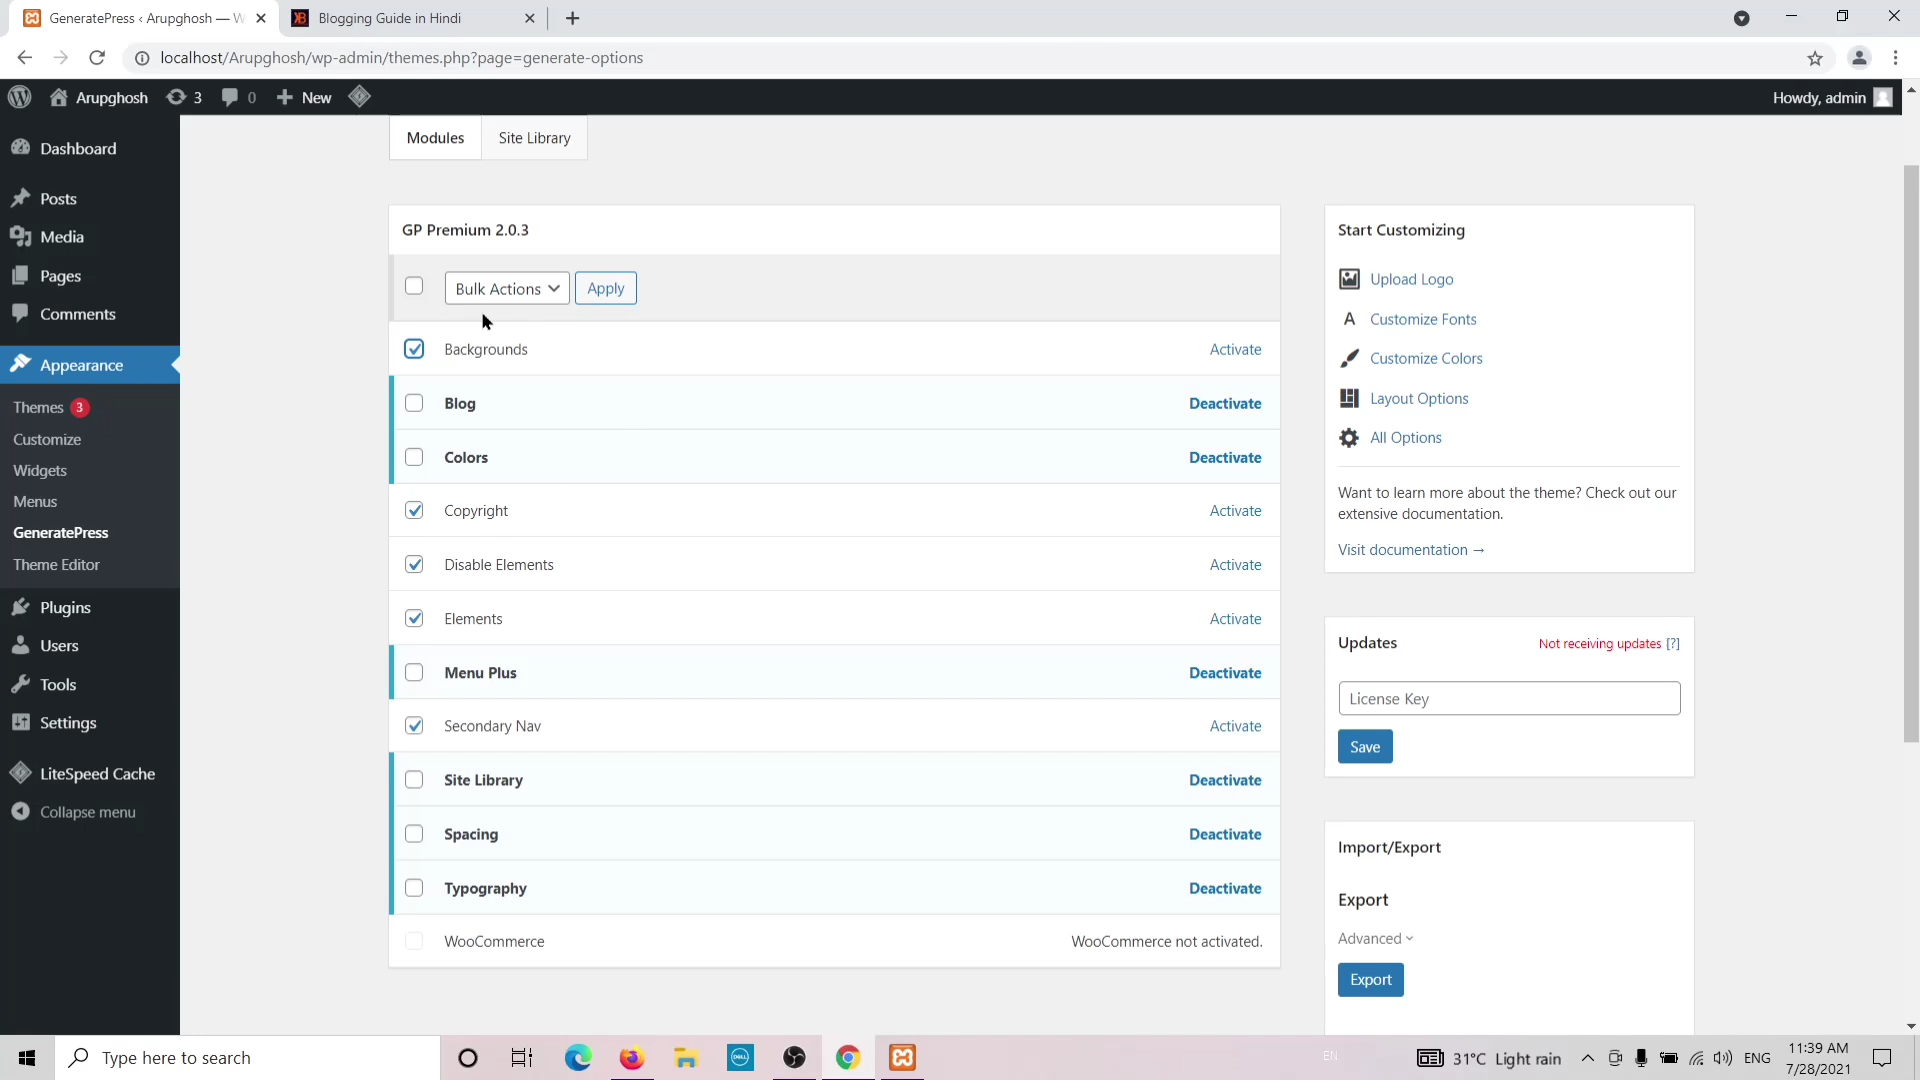 GeneratePress ‹ Arupghosh — W
Blogging Guide in Hindi
localhost/Arupghosh/wp-admin/themes.php?page=generate-options
Arupghosh
3
0
New
Howdy, admin
Dashboard
Posts
Media
Pages
Comments
Appearance
Themes 3
Customize
Widgets
Menus
GeneratePress
Theme Editor
Plugins
Users
Tools
Settings
LiteSpeed Cache
Collapse menu
Modules
Site Library
GP Premium 2.0.3
Bulk Actions
Apply
Backgrounds
Activate
Blog
Deactivate
Colors
Deactivate
Copyright
Activate
Disable Elements
Activate
Elements
Activate
Menu Plus
Deactivate
Secondary Nav
Activate
Site Library
Deactivate
Spacing
Deactivate
Typography
Deactivate
WooCommerce
WooCommerce not activated.
Start Customizing
Upload Logo
A Customize Fonts
Customize Colors
Layout Options
All Options
Want to learn more about the theme? Check out our
extensive documentation.
Visit documentation →
Updates
Not receiving updates [?]
License Key
Save
Import/Export
Export
Advanced
Export
Type here to search
DELL
EN
31°C Light rain
ENG
11:39 AM
7/28/2021